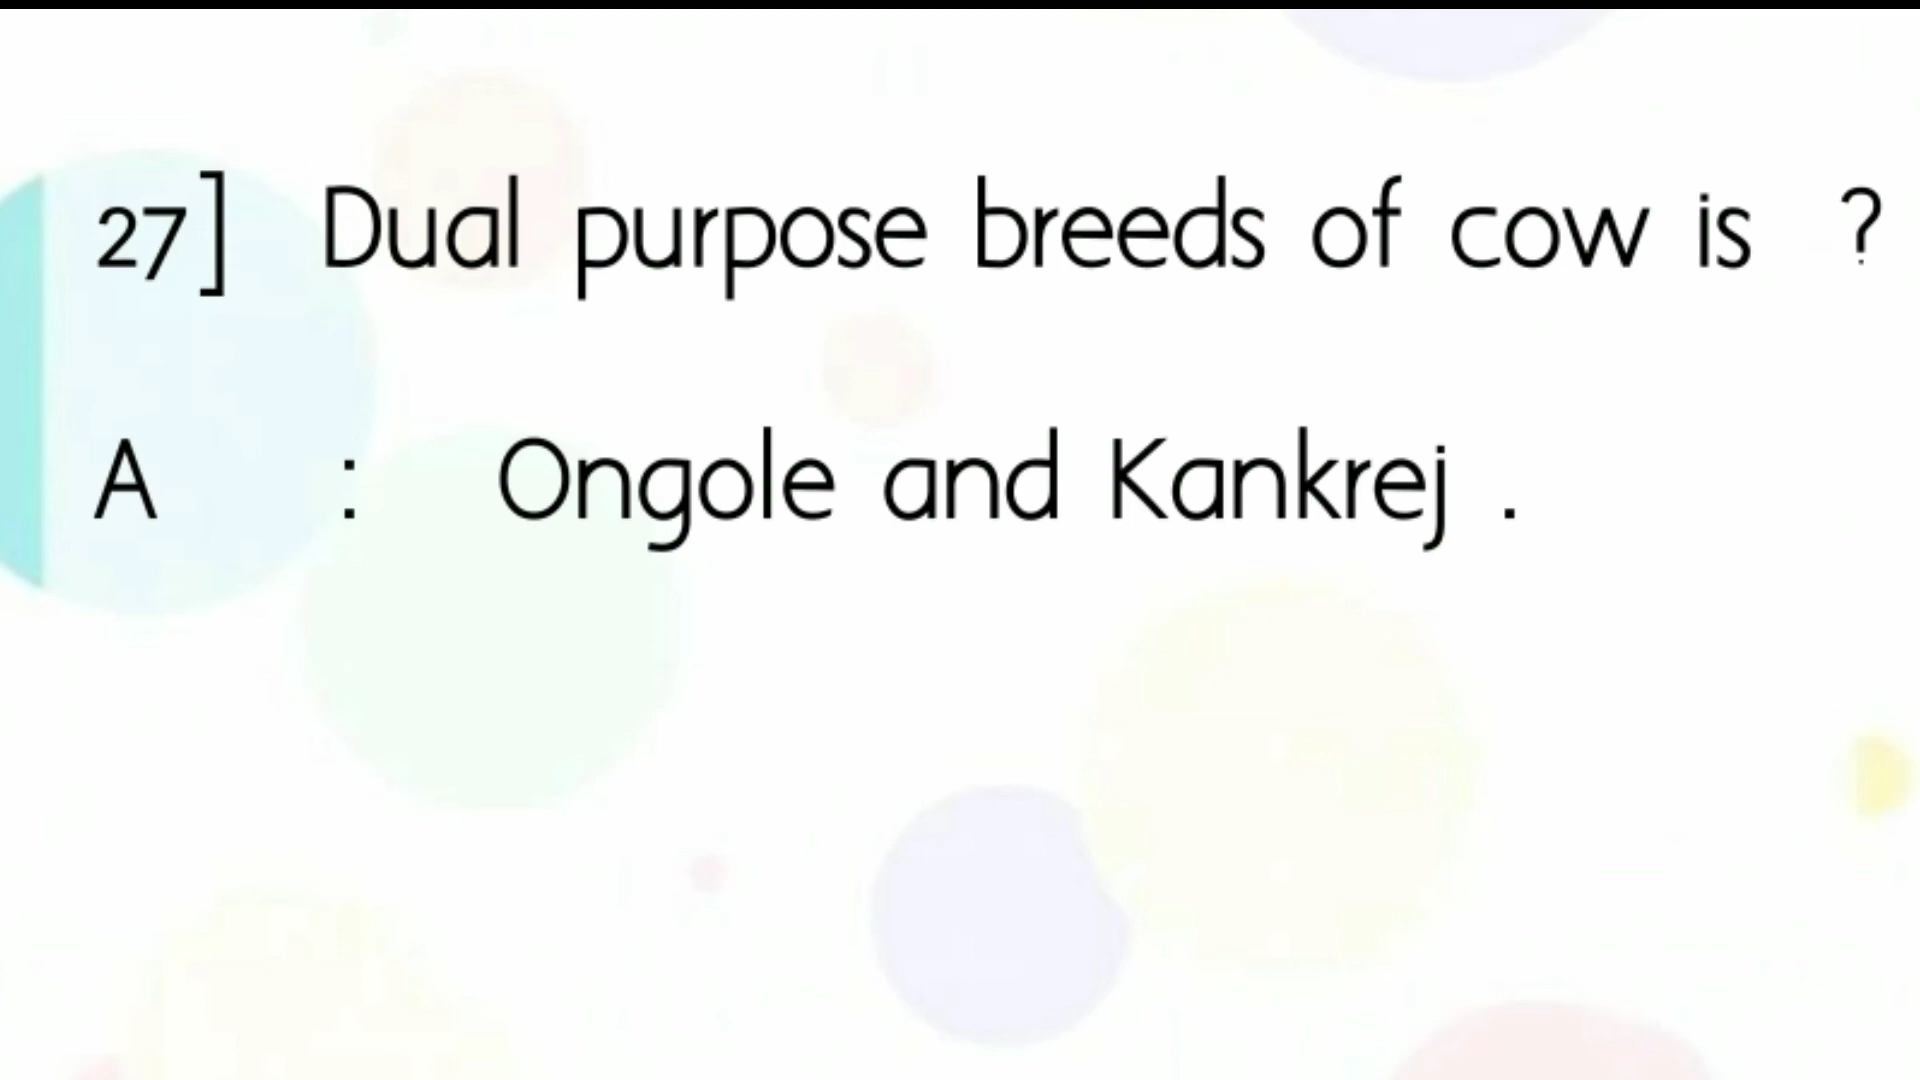 27] Dual purpose breeds of cow is ?
A : Ongole and Kankrej .